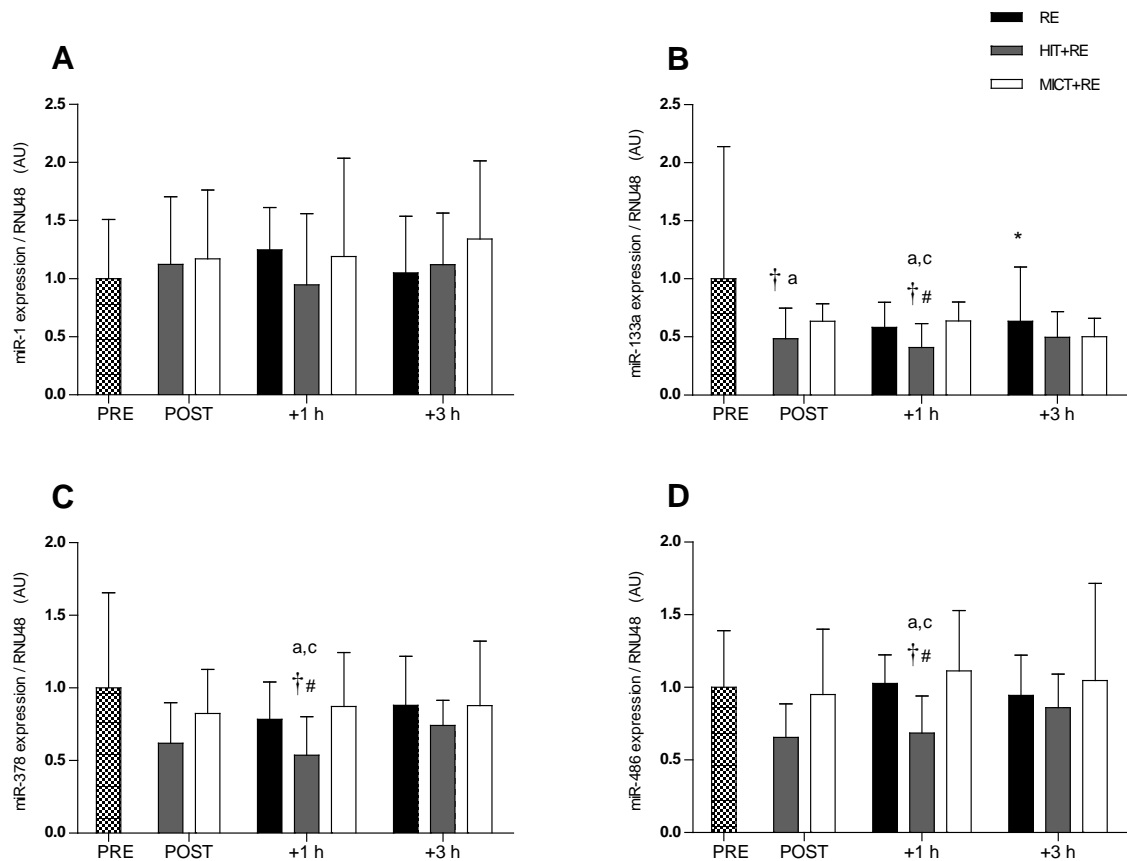 RE
HIT+RE
MICT+RE
A
miR-1 expression / RNU48 (AU)
2.5
2.0
1.5
1.0
0.5
0.0
PRE POST +1 h +3 h
B
miR-133a expression / RNU48 (AU)
2.5
2.0
1.5
1.0
0.5
0.0
† a
a,c
† #
*
PRE POST +1 h +3 h
C
miR-378 expression / RNU48 (AU)
2.0
1.5
1.0
0.5
0.0
a,c
† #
PRE POST +1 h +3 h
D
miR-486 expression / RNU48 (AU)
2.0
1.5
1.0
0.5
0.0
a,c
† #
PRE POST +1 h +3 h